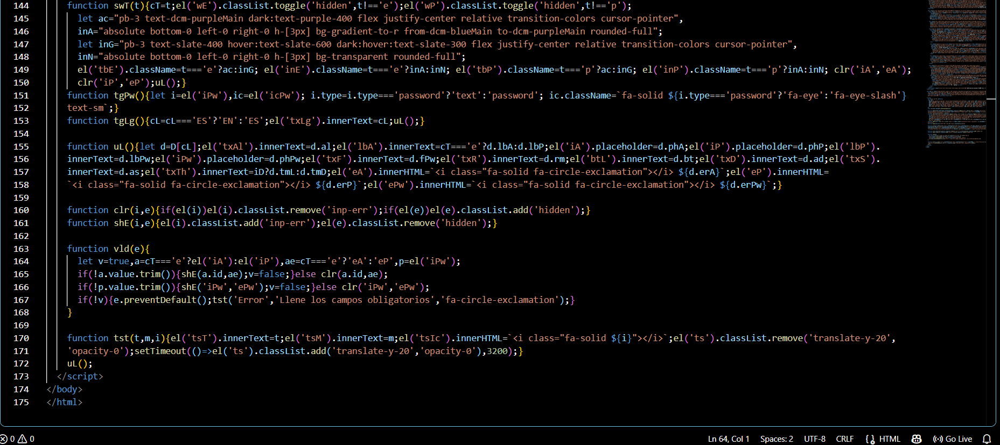 144 function swT(t){cT=t;el('wE').classList.toggle('hidden',t!=='e');el('wP').classList.toggle('hidden',t!=='p');
145 let ac="pb-3 text-dcm-purpleMain dark:text-purple-400 flex justify-center relative transition-colors cursor-pointer",
146 inA="absolute bottom-0 left-0 right-0 h-[3px] bg-gradient-to-r from-dcm-blueMain to-dcm-purpleMain rounded-full";
147 let inG="pb-3 text-slate-400 hover:text-slate-600 dark:hover:text-slate-300 flex justify-center relative transition-colors cursor-pointer",
148 inN="absolute bottom-0 left-0 right-0 h-[3px] bg-transparent rounded-full";
149 el('tbE').className=t==='e'?ac:inG; el('inE').className=t==='e'?inA:inN; el('tbP').className=t==='p'?ac:inG; el('inP').className=t==='p'?inA:inN; clr('iA','eA');
150 clr('iP','eP');uL();}
151 function tgPw(){let i=el('iPw'),ic=el('icPw'); i.type=i.type==='password'?'text':'password'; ic.className=`fa-solid ${i.type==='password'?'fa-eye':'fa-eye-slash'}
152 text-sm`;}
153 function tgLg(){cL=cL==='ES'?'EN':'ES';el('txLg').innerText=cL;uL();}
154
155 function uL(){let d=D[cL];el('txAl').innerText=d.al;el('lbA').innerText=cT==='e'?d.lbA:d.lbP;el('iA').placeholder=d.phA;el('iP').placeholder=d.phP;el('lbP').
156 innerText=d.lbPw;el('iPw').placeholder=d.phPw;el('txF').innerText=d.fPw;el('txR').innerText=d.rm;el('btL').innerText=d.bt;el('txD').innerText=d.ad;el('txS').
157 innerText=d.as;el('txTh').innerText=iD?d.tmL:d.tmD;el('eA').innerHTML=`<i class="fa-solid fa-circle-exclamation"></i> ${d.erA}`;el('eP').innerHTML=
158 `<i class="fa-solid fa-circle-exclamation"></i> ${d.erP}`;el('ePw').innerHTML=`<i class="fa-solid fa-circle-exclamation"></i> ${d.erPw}`;}
159
160 function clr(i,e){if(el(i))el(i).classList.remove('inp-err');if(el(e))el(e).classList.add('hidden');}
161 function shE(i,e){el(i).classList.add('inp-err');el(e).classList.remove('hidden');}
162
163 function vld(e){
164 let v=true,a=cT==='e'?el('iA'):el('iP'),ae=cT==='e'?'eA':'eP',p=el('iPw');
165 if(!a.value.trim()){shE(a.id,ae);v=false;}else clr(a.id,ae);
166 if(!p.value.trim()){shE('iPw','ePw');v=false;}else clr('iPw','ePw');
167 if(!v){e.preventDefault();tst('Error','Llene los campos obligatorios','fa-circle-exclamation');}
168 }
169
170 function tst(t,m,i){el('tsT').innerText=t;el('tsM').innerText=m;el('tsIc').innerHTML=`<i class="fa-solid ${i}"></i>`;el('ts').classList.remove('translate-y-20',
171 'opacity-0');setTimeout(()=>el('ts').classList.add('translate-y-20','opacity-0'),3200);}
172 uL();
173 </script>
174 </body>
175 </html>
0 0 Ln 64, Col 1 Spaces: 2 UTF-8 CRLF HTML Go Live